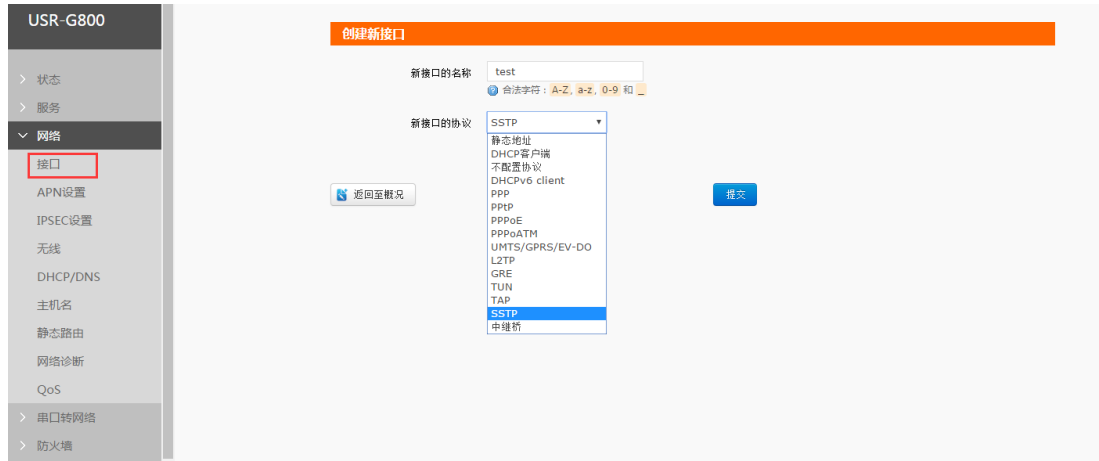 USR-G800
状态
服务
网络
接口
APN设置
IPSEC设置
无线
DHCP/DNS
主机名
静态路由
网络诊断
QoS
串口转网络
防火墙
创建新接口
新接口的名称 test
合法字符：A-Z, a-z, 0-9 和 _
新接口的协议 SSTP
静态地址
DHCP客户端
不配置协议
DHCPv6 client
PPP
PPtP
PPPoE
PPPoATM
UMTS/GPRS/EV-DO
L2TP
GRE
TUN
TAP
SSTP
中继桥
返回至概况
提交